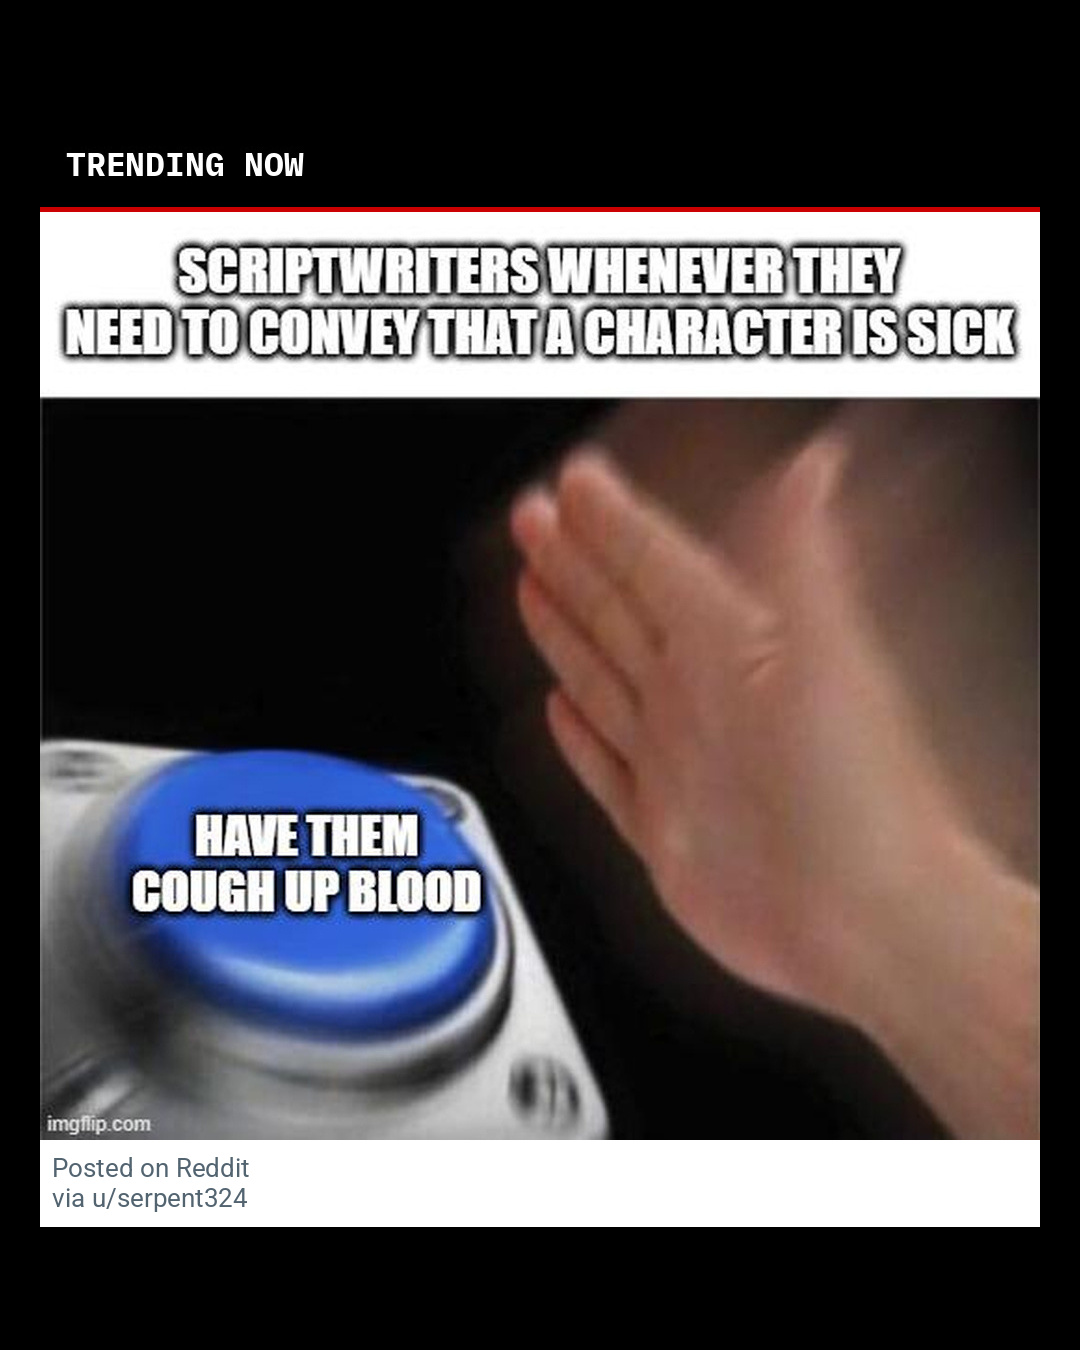 TRENDING NOW
SCRIPTWRITERS WHENEVER THEY
NEED TO CONVEY THAT A CHARACTER IS SICK
HAVE THEM
COUGH UP BLOOD
imgflip.com
Posted on Reddit
via u/serpent324